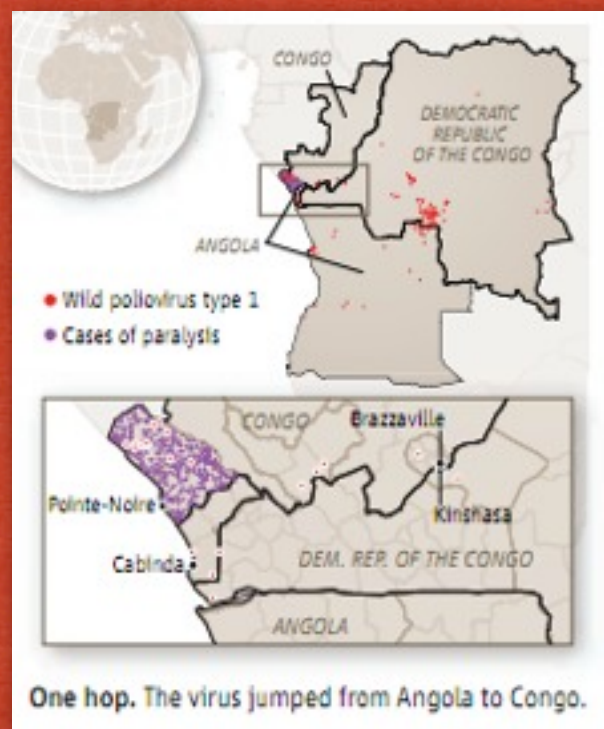 CONGO
DEMOCRATIC
REPUBLIC
OF THE CONGO
ANGOLA
Wild poliovirus type 1
Cases of paralysis
CONGO
Brazzaville
Pointe-Noire
Kinshasa
Cabinda
DEM. REP. OF THE CONGO
ANGOLA
One hop. The virus jumped from Angola to Congo.